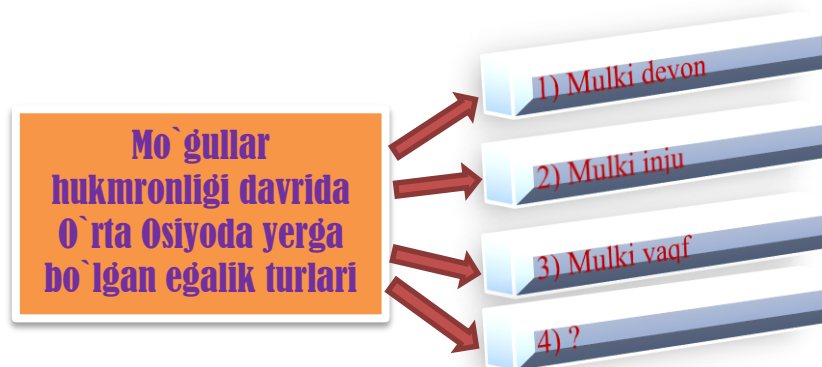 Mo`gullar
hukmronligi davrida
O`rta Osiyoda yerga
bo`lgan egalik turlari
1) Mulki devon
2) Mulki inju
3) Mulki vaqf
4) ?